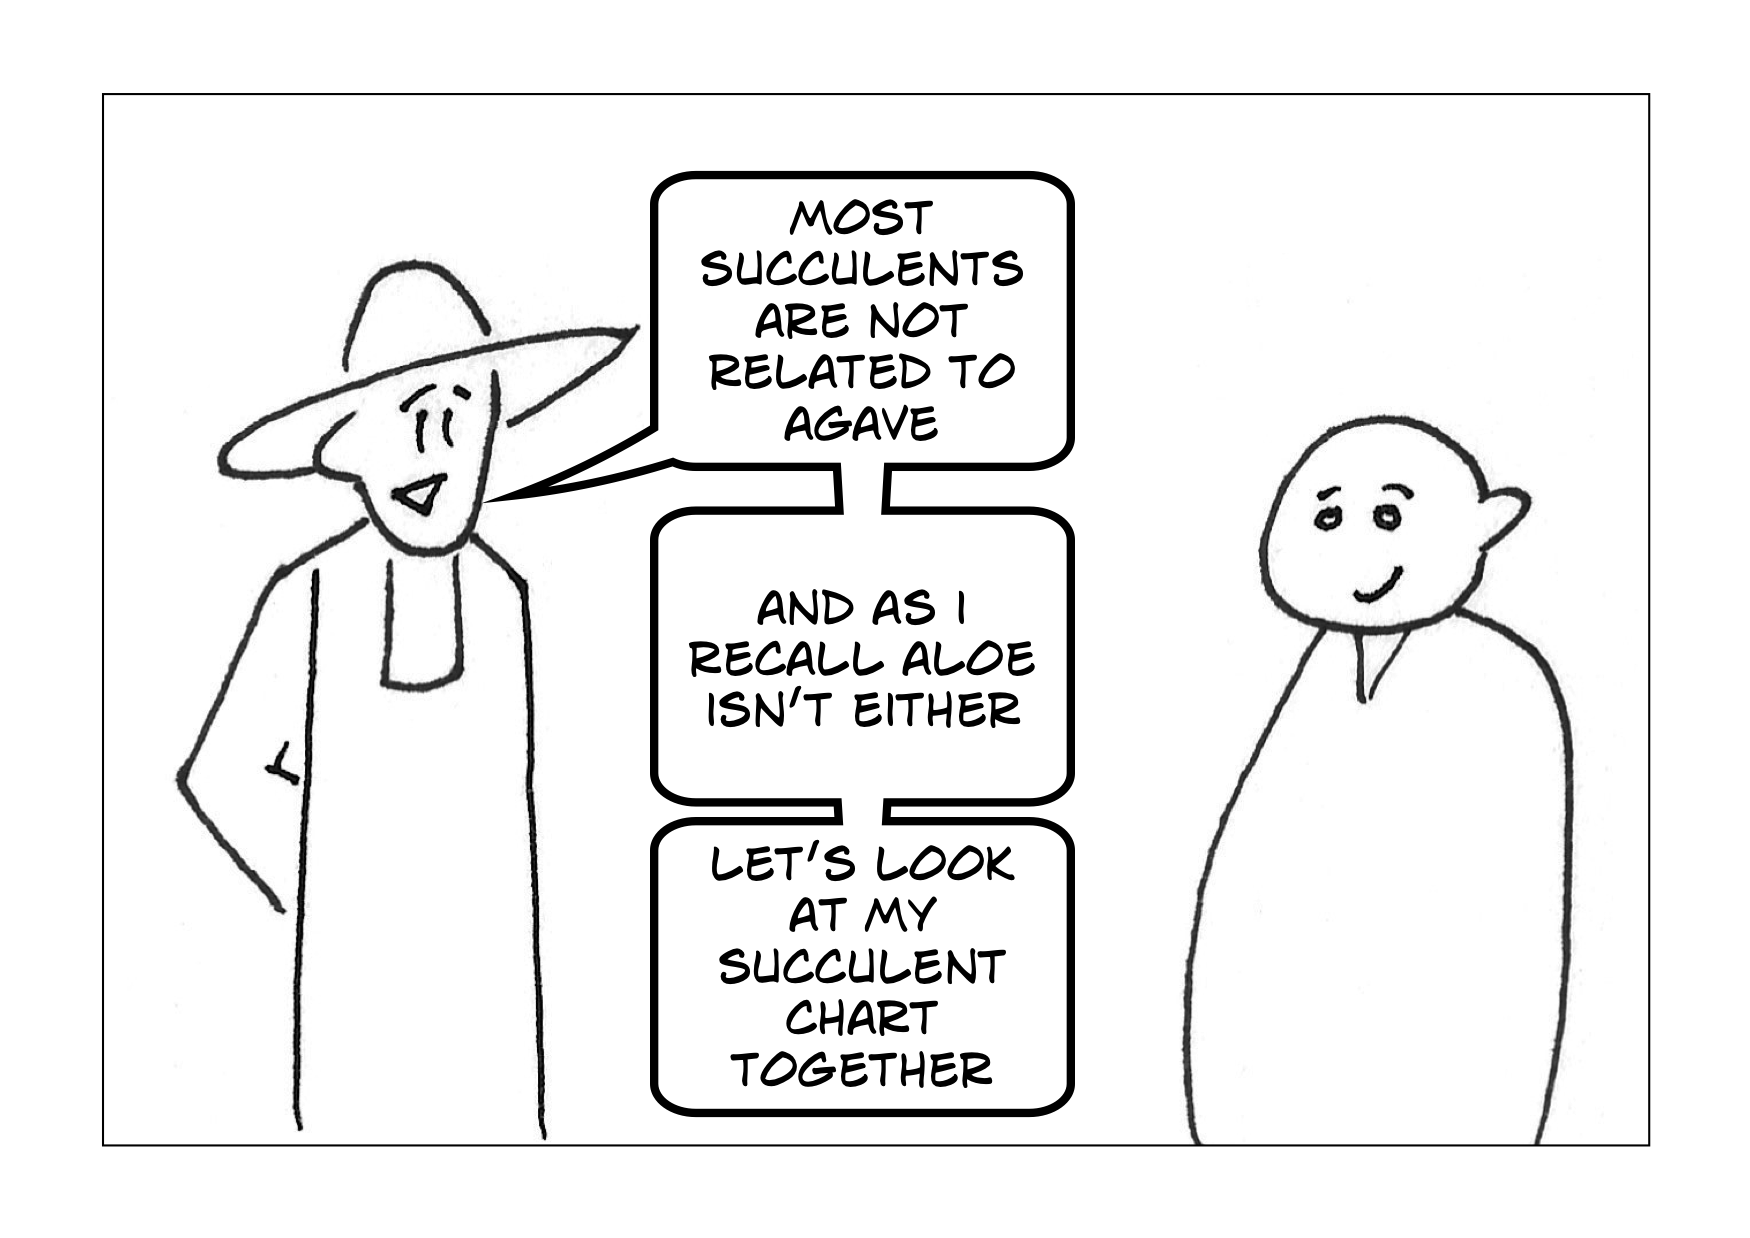 MOST
SUCCULENTS
ARE NOT
RELATED TO
AGAVE
AND AS I
RECALL ALOE
ISN'T EITHER
LET'S LOOK
AT MY
SUCCULENT
CHART
TOGETHER